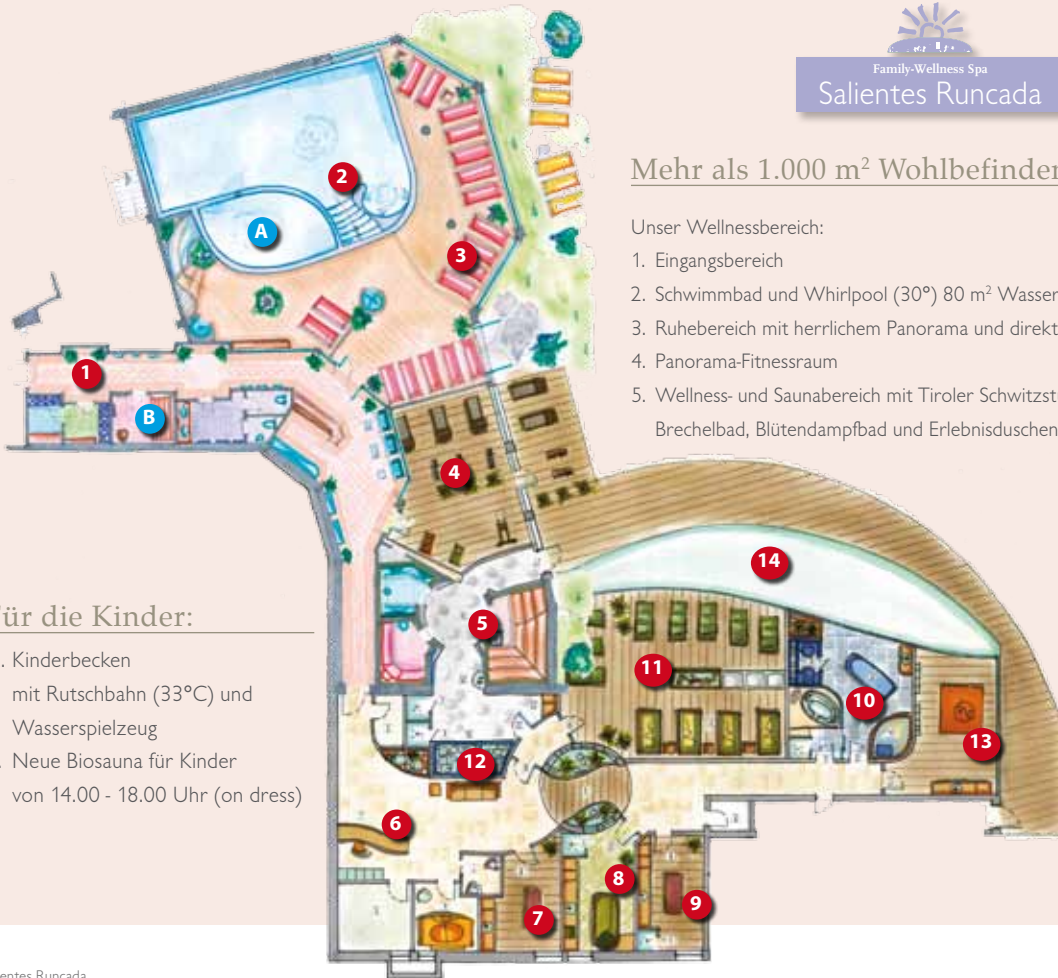 Family-Wellness Spa
Salientes Runcada
Mehr als 1.000 m² Wohlbefinden
Unser Wellnessbereich:
1. Eingangsbereich
2. Schwimmbad und Whirlpool (30°) 80 m² Wasser
3. Ruhebereich mit herrlichem Panorama und direkt
4. Panorama-Fitnessraum
5. Wellness- und Saunabereich mit Tiroler Schwitzst
Brechelbad, Blütendampfbad und Erlebnisduschen
2
A
3
1
B
4
14
5
11
10
13
12
6
8
7
9
ür die Kinder:
. Kinderbecken
mit Rutschbahn (33°C) und
Wasserspielzeug
. Neue Biosauna für Kinder
von 14.00 - 18.00 Uhr (on dress)
entes Runcada